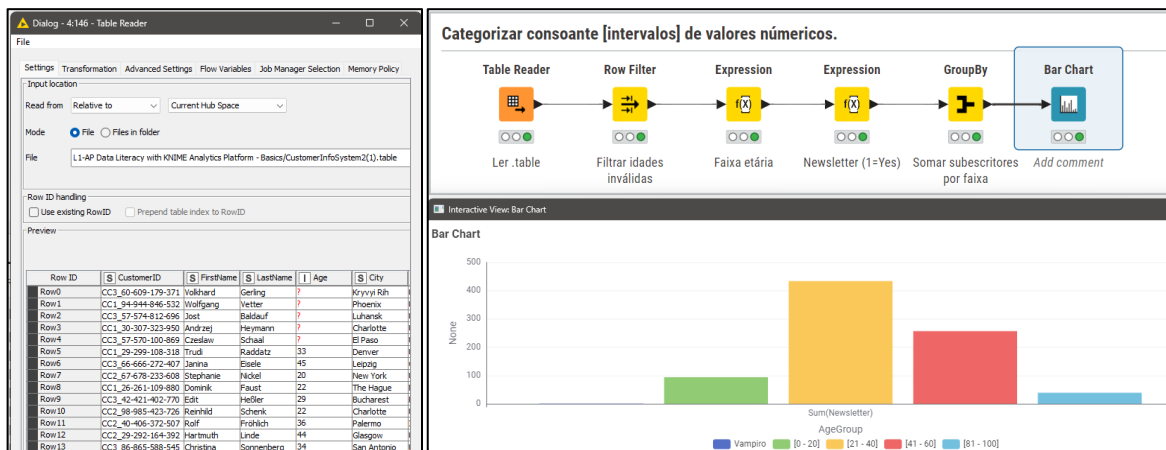 Dialog - 4:146 - Table Reader
File
Settings Transformation Advanced Settings Flow Variables Job Manager Selection Memory Policy
Input location
Read from Relative to Current Hub Space
Mode File Files in folder
File L1-AP Data Literacy with KNIME Analytics Platform - Basics/CustomerInfoSystem2(1).table
Row ID handling
Use existing RowID Prepend table index to RowID
Preview
Row ID S CustomerID S FirstName S LastName I Age S City
Row0 CC3_60-609-179-371 Volkhard Gerling ? Kryvyi Rih
Row1 CC1_94-944-846-532 Wolfgang Vetter ? Phoenix
Row2 CC3_57-574-812-696 Jost Baldauf ? Luhansk
Row3 CC1_30-307-323-950 Andrzej Heymann ? Charlotte
Row4 CC3_57-570-100-869 Czeslaw Schaal ? El Paso
Row5 CC1_29-299-108-318 Trudi Raddatz 33 Denver
Row6 CC3_66-666-272-407 Janina Eisele 45 Leipzig
Row7 CC2_67-678-233-608 Stephanie Nickel 20 New York
Row8 CC1_26-261-109-880 Dominik Faust 22 The Hague
Row9 CC3_42-421-402-770 Edit Heßler 29 Bucharest
Row10 CC2_98-985-423-726 Reinhild Schenk 22 Charlotte
Row11 CC2_40-406-372-507 Rolf Fröhlich 36 Palermo
Row12 CC2_29-292-164-392 Hartmuth Linde 44 Glasgow
Row13 CC3_86-865-588-545 Christina Sonnenberg 34 San Antonio
Categorizar consoante [intervalos] de valores númericos.
Table Reader Row Filter Expression Expression GroupBy Bar Chart
f(X) f(X)
Ler .table Filtrar idades inválidas Faixa etária Newsletter (1=Yes) Somar subescritores por faixa Add comment
Interactive View: Bar Chart
Bar Chart
500
400
300
200
100
0
None
Sum(Newsletter)
AgeGroup
Vampiro [0 - 20] [21 - 40] [41 - 60] [81 - 100]